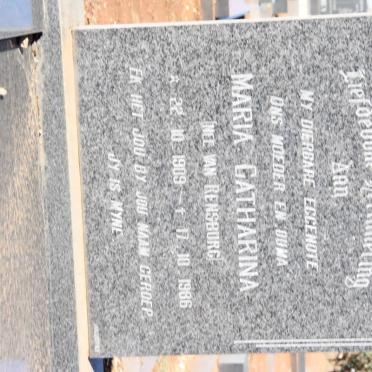 Liefdevolle herinnering
Aan
MY DIERBARE EGGENOTE
ONS MOEDER EN OUMA
MARIA CATHARINA
(NEE VAN RENSBURG)
* 22·10·1909 — † 17·10·1986
EK HET JOU BY JOU NAAM GEROEP
JY IS MYNE